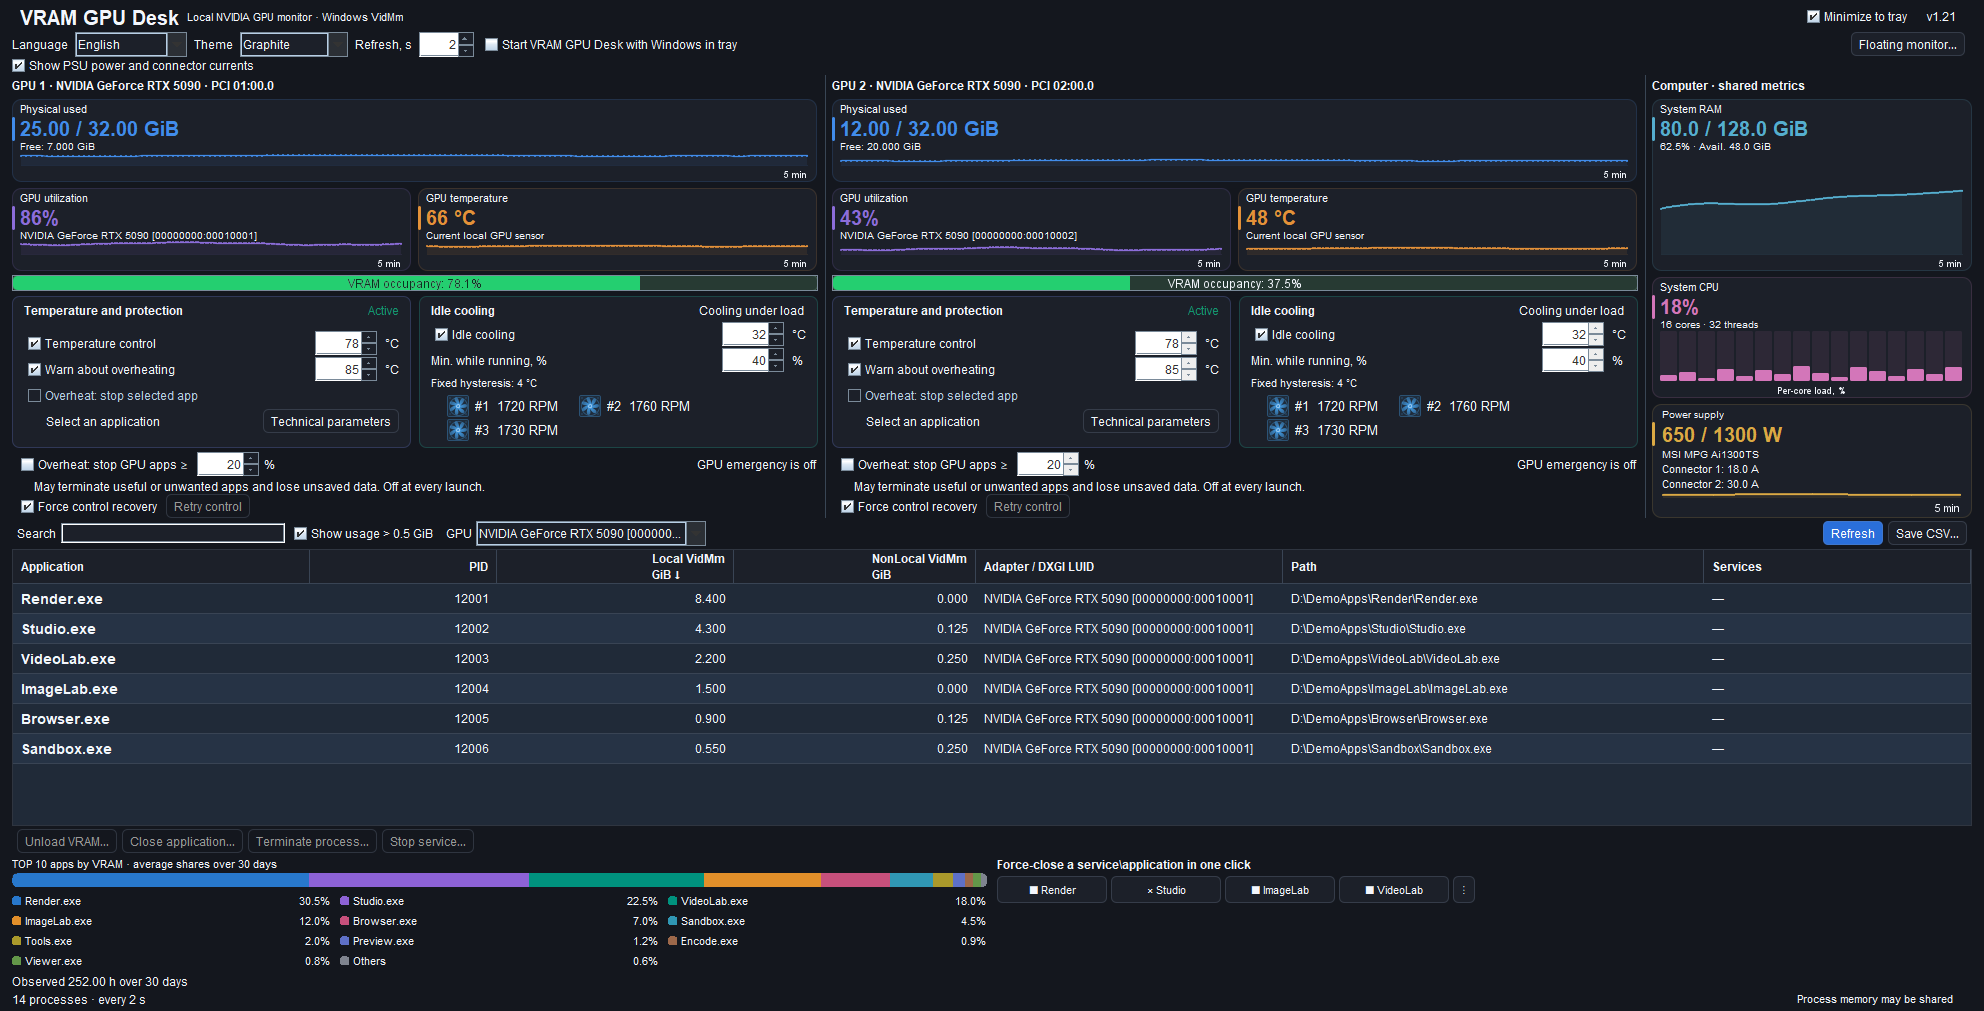 VRAM GPU Desk Local NVIDIA GPU monitor · Windows VidMm
Minimize to tray v1.21
Language English Theme Graphite Refresh, s 2 Start VRAM GPU Desk with Windows in tray
Floating monitor...
Show PSU power and connector currents
GPU 1 · NVIDIA GeForce RTX 5090 · PCI 01:00.0
Physical used
25.00 / 32.00 GiB
Free: 7.000 GiB
5 min
GPU utilization
86%
NVIDIA GeForce RTX 5090 [00000000:00010001]
5 min
GPU temperature
66 °C
Current local GPU sensor
5 min
VRAM occupancy: 78.1%
Temperature and protection Active
Temperature control 78 °C
Warn about overheating 85 °C
Overheat: stop selected app
Select an application Technical parameters
Idle cooling Cooling under load
Idle cooling 32 °C
Min. while running, % 40 %
Fixed hysteresis: 4 °C
#1 1720 RPM #2 1760 RPM
#3 1730 RPM
Overheat: stop GPU apps ≥ 20 % GPU emergency is off
May terminate useful or unwanted apps and lose unsaved data. Off at every launch.
Force control recovery Retry control
GPU 2 · NVIDIA GeForce RTX 5090 · PCI 02:00.0
Physical used
12.00 / 32.00 GiB
Free: 20.000 GiB
5 min
GPU utilization
43%
NVIDIA GeForce RTX 5090 [00000000:00010002]
5 min
GPU temperature
48 °C
Current local GPU sensor
5 min
VRAM occupancy: 37.5%
Temperature and protection Active
Temperature control 78 °C
Warn about overheating 85 °C
Overheat: stop selected app
Select an application Technical parameters
Idle cooling Cooling under load
Idle cooling 32 °C
Min. while running, % 40 %
Fixed hysteresis: 4 °C
#1 1720 RPM #2 1760 RPM
#3 1730 RPM
Overheat: stop GPU apps ≥ 20 % GPU emergency is off
May terminate useful or unwanted apps and lose unsaved data. Off at every launch.
Force control recovery Retry control
Computer · shared metrics
System RAM
80.0 / 128.0 GiB
62.5% · Avail. 48.0 GiB
5 min
System CPU
18%
16 cores · 32 threads
Per-core load, %
Power supply
650 / 1300 W
MSI MPG Ai1300TS
Connector 1: 18.0 A
Connector 2: 30.0 A
5 min
Search Show usage > 0.5 GiB GPU NVIDIA GeForce RTX 5090 [000000... Refresh Save CSV...
Application PID Local VidMm GiB ↓ NonLocal VidMm GiB Adapter / DXGI LUID Path Services
Render.exe 12001 8.400 0.000 NVIDIA GeForce RTX 5090 [00000000:00010001] D:\DemoApps\Render\Render.exe —
Studio.exe 12002 4.300 0.125 NVIDIA GeForce RTX 5090 [00000000:00010001] D:\DemoApps\Studio\Studio.exe —
VideoLab.exe 12003 2.200 0.250 NVIDIA GeForce RTX 5090 [00000000:00010001] D:\DemoApps\VideoLab\VideoLab.exe —
ImageLab.exe 12004 1.500 0.000 NVIDIA GeForce RTX 5090 [00000000:00010001] D:\DemoApps\ImageLab\ImageLab.exe —
Browser.exe 12005 0.900 0.125 NVIDIA GeForce RTX 5090 [00000000:00010001] D:\DemoApps\Browser\Browser.exe —
Sandbox.exe 12006 0.550 0.250 NVIDIA GeForce RTX 5090 [00000000:00010001] D:\DemoApps\Sandbox\Sandbox.exe —
Unload VRAM... Close application... Terminate process... Stop service...
TOP 10 apps by VRAM · average shares over 30 days
Render.exe 30.5% Studio.exe 22.5% VideoLab.exe 18.0%
ImageLab.exe 12.0% Browser.exe 7.0% Sandbox.exe 4.5%
Tools.exe 2.0% Preview.exe 1.2% Encode.exe 0.9%
Viewer.exe 0.8% Others 0.6%
Force-close a service\application in one click
Render × Studio ImageLab VideoLab ⋮
Observed 252.00 h over 30 days
14 processes · every 2 s
Process memory may be shared